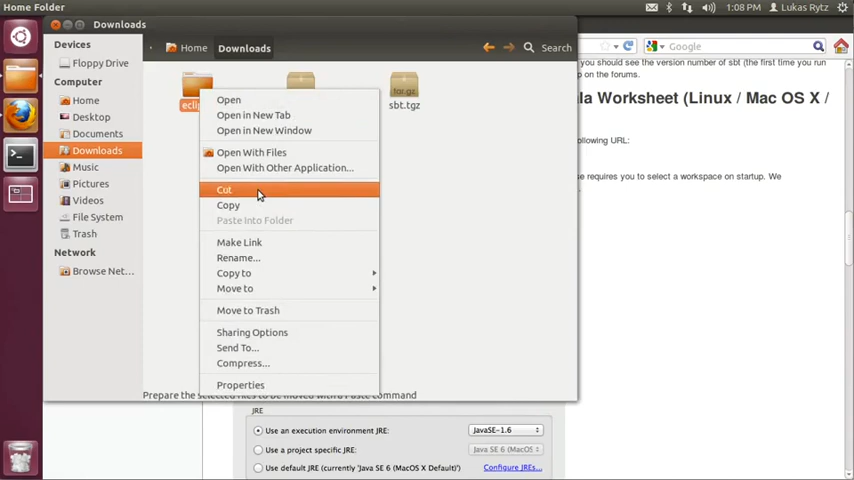 Home Folder
1:08 PM
Lukas Rytz
Downloads
Home
Downloads
Search
Devices
Floppy Drive
Computer
Home
Desktop
Documents
Downloads
Music
Pictures
Videos
File System
Trash
Network
Browse Net...
eclip
tar.gz
sbt.tgz
Open
Open in New Tab
Open in New Window
Open With Files
Open With Other Application...
Cut
Copy
Paste Into Folder
Make Link
Rename...
Copy to
Move to
Move to Trash
Sharing Options
Send To...
Compress...
Properties
Prepare the selected files to be moved with a Paste command
Google
you should see the version number of sbt (the first time you run
p on the forums.
la Worksheet (Linux / Mac OS X /
ollowing URL:
se requires you to select a workspace on startup. We
JRE
Use an execution environment JRE:
JavaSE-1.6
Use a project specific JRE:
Java SE 6 (MacOS X
Use default JRE (currently 'Java SE 6 (MacOS X Default)')
Configure JREs...